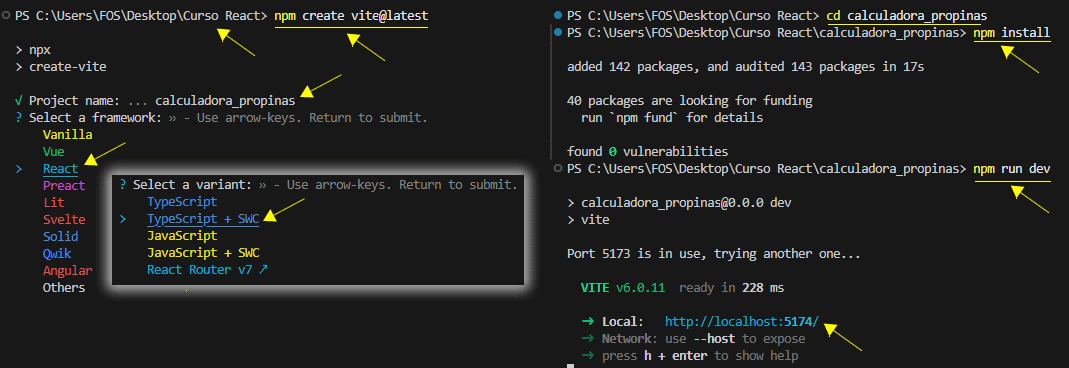 PS C:\Users\FOS\Desktop\Curso React> npm create vite@latest
> npx
> create-vite
√ Project name: ... calculadora_propinas
? Select a framework: » - Use arrow-keys. Return to submit.
Vanilla
Vue
> React
Preact
Lit
Svelte
Solid
Qwik
Angular
Others
? Select a variant: » - Use arrow-keys. Return to submit.
TypeScript
> TypeScript + SWC
JavaScript
JavaScript + SWC
React Router v7 ↗
PS C:\Users\FOS\Desktop\Curso React> cd calculadora_propinas
PS C:\Users\FOS\Desktop\Curso React\calculadora_propinas> npm install
added 142 packages, and audited 143 packages in 17s
40 packages are looking for funding
run `npm fund` for details
found 0 vulnerabilities
PS C:\Users\FOS\Desktop\Curso React\calculadora_propinas> npm run dev
> calculadora_propinas@0.0.0 dev
> vite
Port 5173 is in use, trying another one...
VITE v6.0.11 ready in 228 ms
➜ Local: http://localhost:5174/
➜ Network: use --host to expose
➜ press h + enter to show help